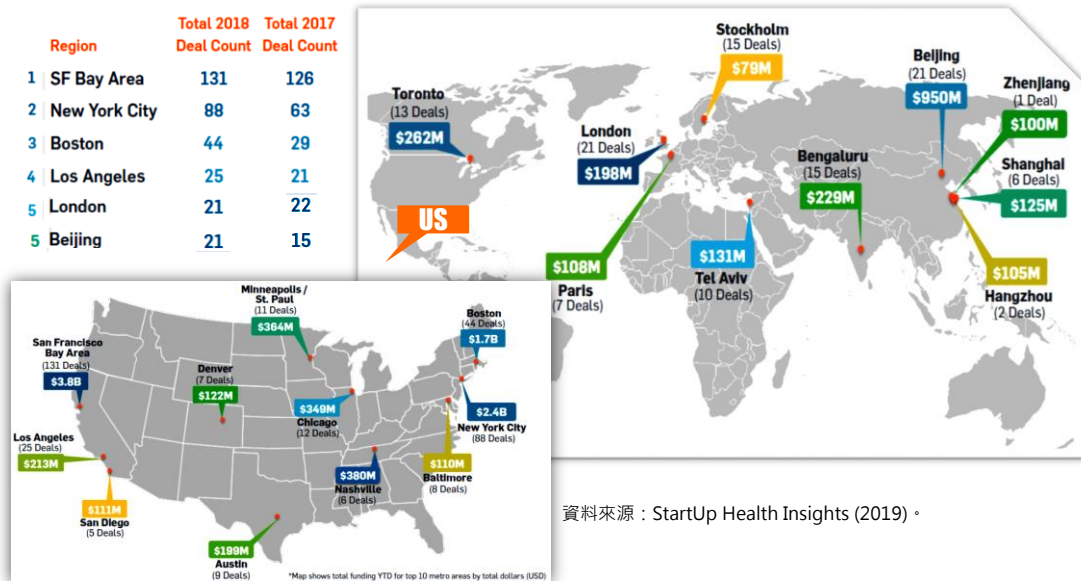 Region Total 2018 Deal Count Total 2017 Deal Count
1 SF Bay Area 131 126
2 New York City 88 63
3 Boston 44 29
4 Los Angeles 25 21
5 London 21 22
5 Beijing 21 15
Stockholm
(15 Deals)
$79M
Toronto
(13 Deals)
$262M
London
(21 Deals)
$198M
Beijing
(21 Deals)
$950M
Zhenjiang
(1 Deal)
$100M
Shanghai
(6 Deals)
$125M
Bengaluru
(15 Deals)
$229M
US
$108M
Paris
(7 Deals)
$131M
Tel Aviv
(10 Deals)
$105M
Hangzhou
(2 Deals)
Minneapolis /
St. Paul
(11 Deals)
$364M
Boston
(44 Deals)
$1.7B
San Francisco
Bay Area
(131 Deals)
$3.8B
Denver
(7 Deals)
$122M
$349M
Chicago
(12 Deals)
$2.4B
New York City
(88 Deals)
Los Angeles
(25 Deals)
$213M
$110M
Baltimore
(8 Deals)
$380M
Nashville
(6 Deals)
$111M
San Diego
(5 Deals)
$199M
Austin
(9 Deals)
*Map shows total funding YTD for top 10 metro areas by total dollars (USD)
資料來源：StartUp Health Insights (2019)。